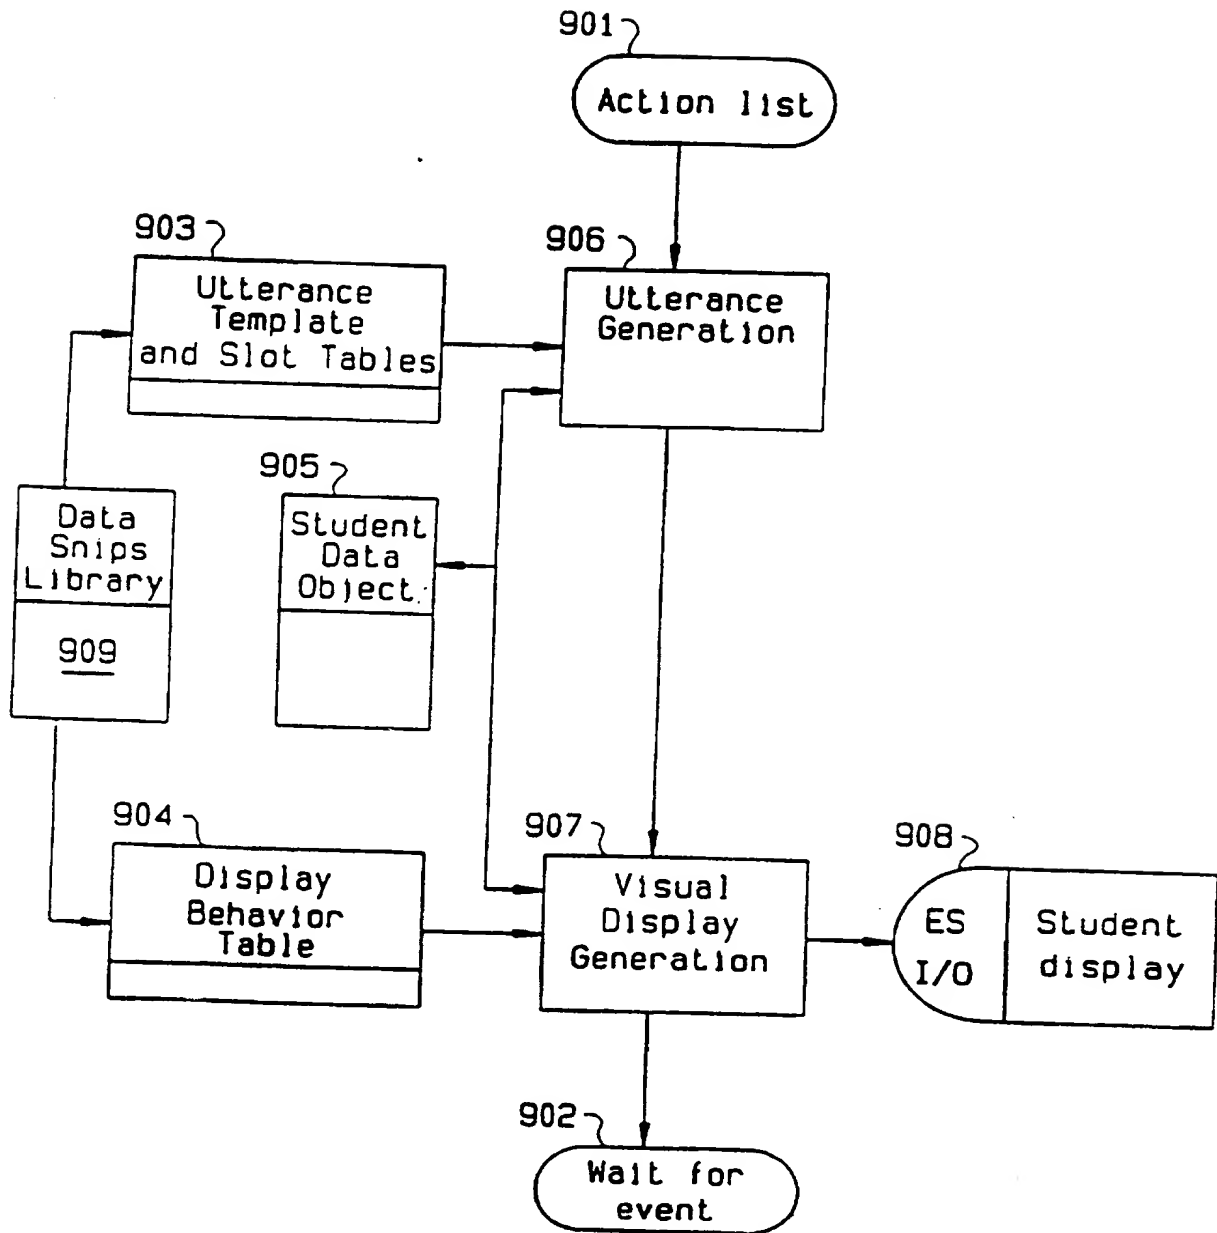 901
Action list
903
Utterance
Template
and Slot Tables
906
Utterance
Generation
905
Student
Data
Object
Data
Snips
Library
909
904
Display
Behavior
Table
907
Visual
Display
Generation
908
ES
I/O
Student
display
902
Wait for
event